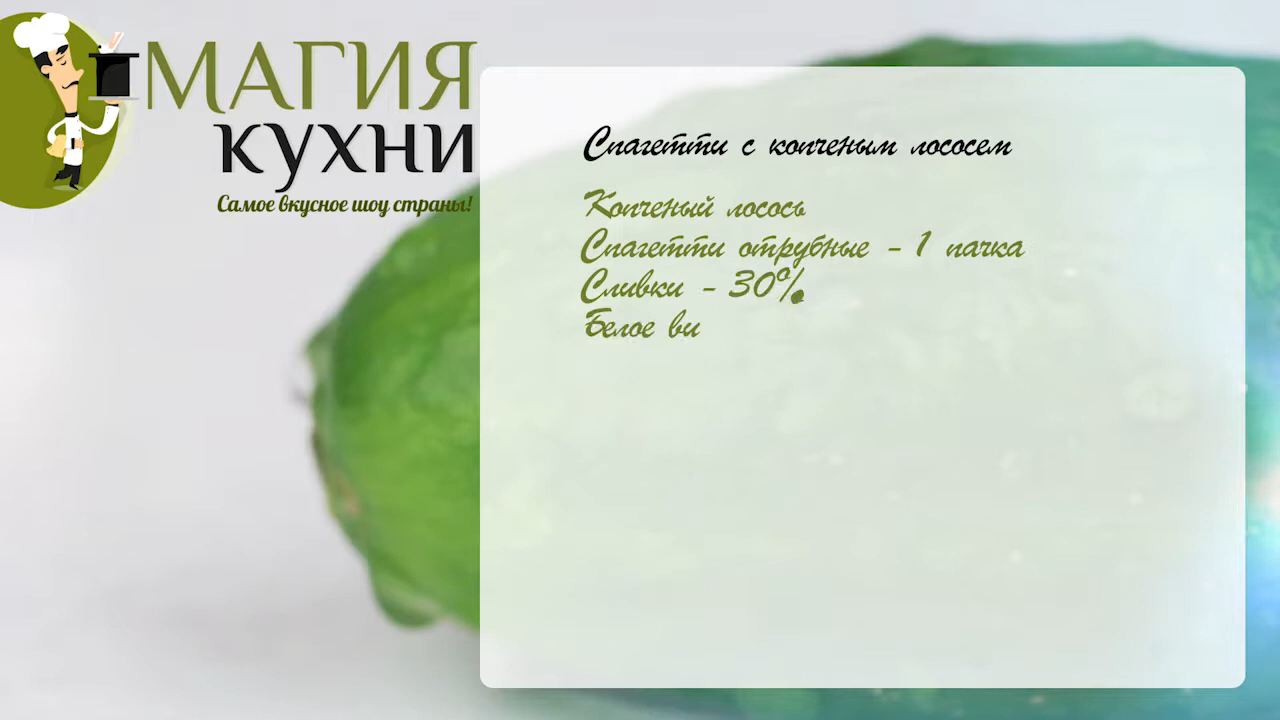 МАГИЯ
КУХНИ
Самое вкусное шоу страны!
Спагетти с копченым лососем
Копченый лосось
Спагетти отрубные - 1 пачка
Сливки - 30%
Белое ви